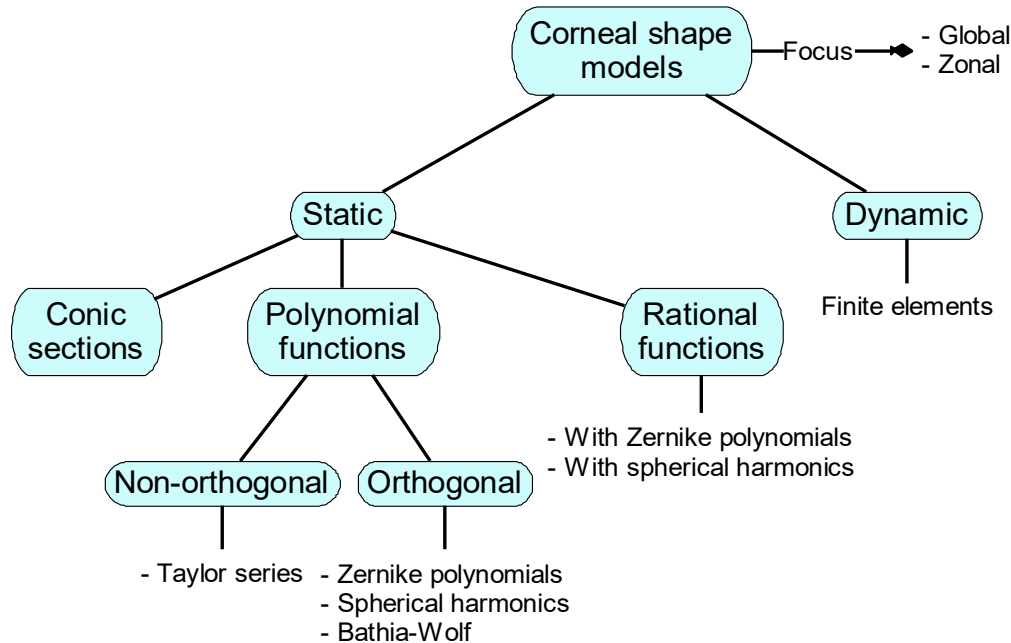 Corneal shape
models
Focus
- Global
- Zonal
Static
Dynamic
Conic
sections
Polynomial
functions
Rational
functions
Finite elements
- With Zernike polynomials
- With spherical harmonics
Non-orthogonal
Orthogonal
- Taylor series
- Zernike polynomials
- Spherical harmonics
- Bathia-Wolf